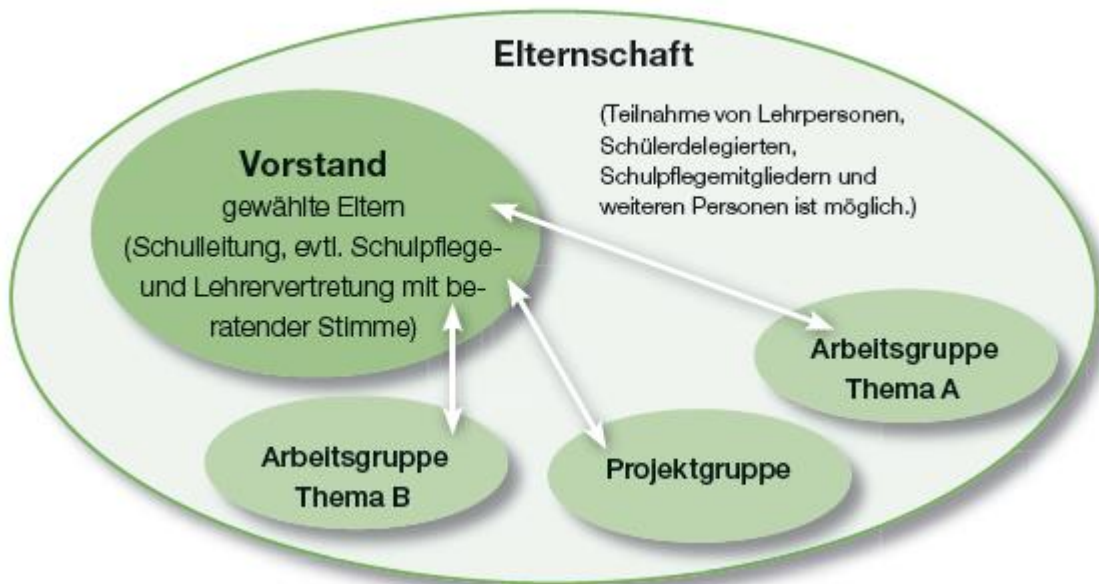 Elternschaft
(Teilnahme von Lehrpersonen,
Schülerdelegierten,
Schulpflegemitgliedern und
weiteren Personen ist möglich.)
Vorstand
gewählte Eltern
(Schulleitung, evtl. Schulpflege-
und Lehrervertretung mit be-
ratender Stimme)
Arbeitsgruppe
Thema A
Arbeitsgruppe
Thema B
Projektgruppe